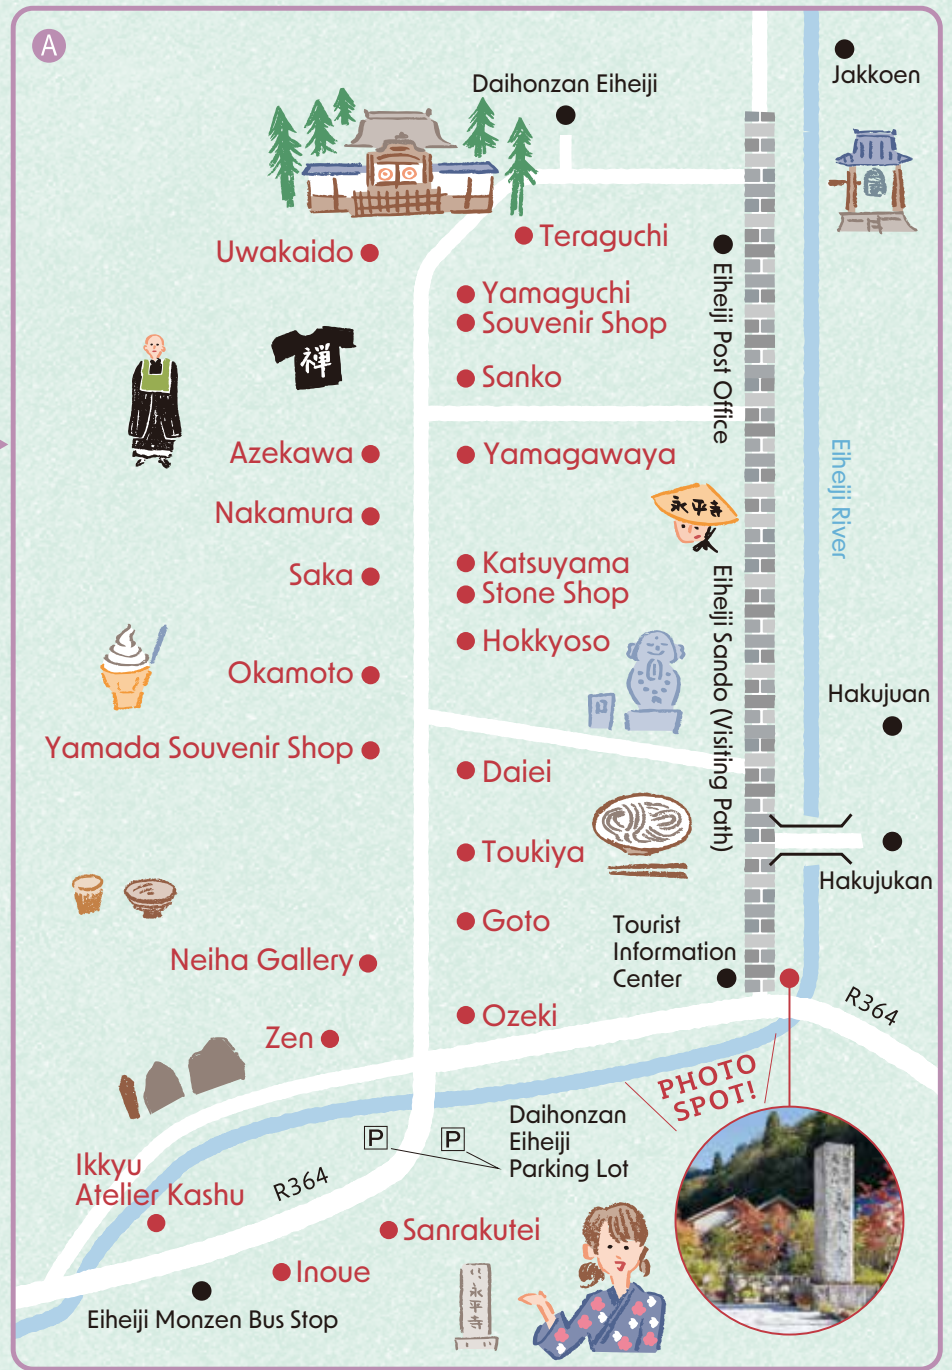 A
Jakkoen
Daihonzan Eiheiji
Teraguchi
Uwakaido
Eiheiji Post Office
Yamaguchi
Souvenir Shop
禅
Sanko
Azekawa
Yamagawaya
Eiheiji River
Nakamura
永平寺
Katsuyama
Saka
Stone Shop
Eiheiji Sando (Visiting Path)
Hokkyoso
Okamoto
Hakujuan
Yamada Souvenir Shop
Daiei
Toukiya
Hakujukan
Goto
Tourist
Information
Center
Neiha Gallery
R364
Ozeki
Zen
PHOTO
SPOT!
Daihonzan
Eiheiji
Parking Lot
P
P
Ikkyu
Atelier Kashu
R364
Sanrakutei
Inoue
永平寺
Eiheiji Monzen Bus Stop